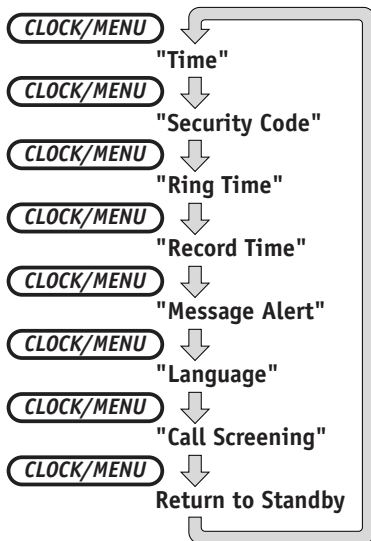 CLOCK/MENU
"Time"
CLOCK/MENU
"Security Code"
CLOCK/MENU
"Ring Time"
CLOCK/MENU
"Record Time"
CLOCK/MENU
"Message Alert"
CLOCK/MENU
"Language"
CLOCK/MENU
"Call Screening"
CLOCK/MENU
Return to Standby